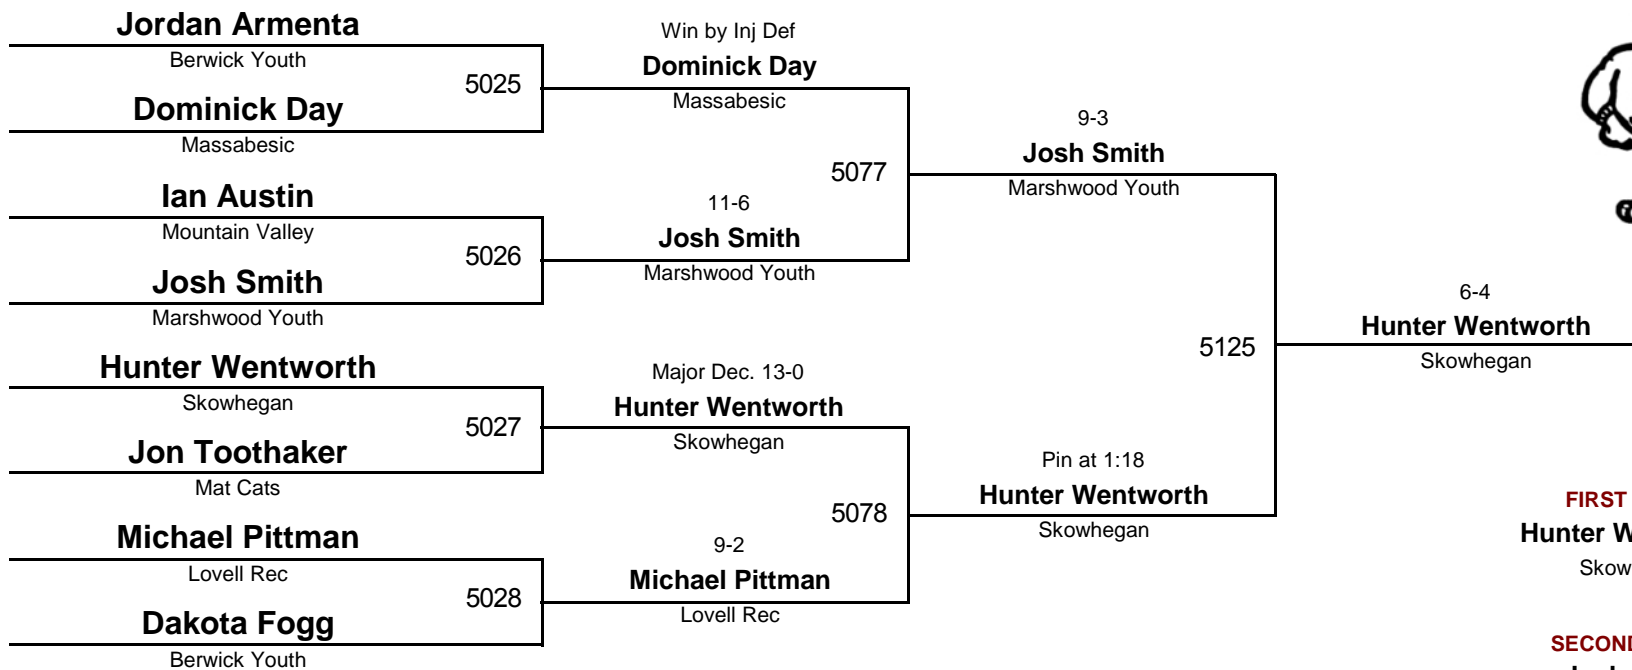 Jordan Armenta
Berwick Youth
5025
Dominick Day
Massabesic
Ian Austin
Mountain Valley
5026
Josh Smith
Marshwood Youth
Hunter Wentworth
Skowhegan
5027
Jon Toothaker
Mat Cats
Michael Pittman
Lovell Rec
5028
Dakota Fogg
Berwick Youth
Win by Inj Def
Dominick Day
Massabesic
5077
11-6
Josh Smith
Marshwood Youth
Major Dec. 13-0
Hunter Wentworth
Skowhegan
5078
9-2
Michael Pittman
Lovell Rec
9-3
Josh Smith
Marshwood Youth
5125
Pin at 1:18
Hunter Wentworth
Skowhegan
6-4
Hunter Wentworth
Skowhegan
FIRST
Hunter W
Skow
SECOND